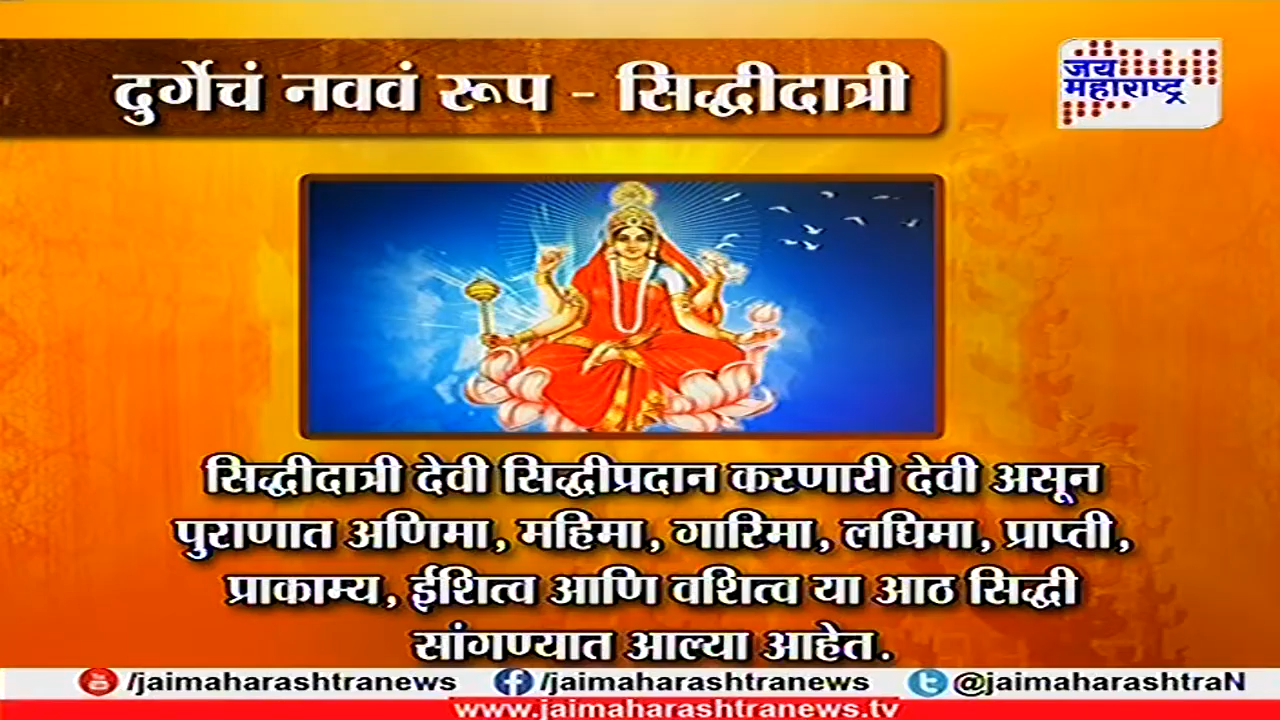 दुर्गेचं नववं रूप - सिद्धीदात्री
जय
महाराष्ट्र
सिद्धीदात्री देवी सिद्धीप्रदान करणारी देवी असून
पुराणात अणिमा, महिमा, गारिमा, लघिमा, प्राप्ती,
प्राकाम्य, ईशित्व आणि वशित्व या आठ सिद्धी
सांगण्यात आल्या आहेत.
/jaimaharashtranews /jaimaharashtranews @jaimaharashtraN
www.jaimaharashtranews.tv